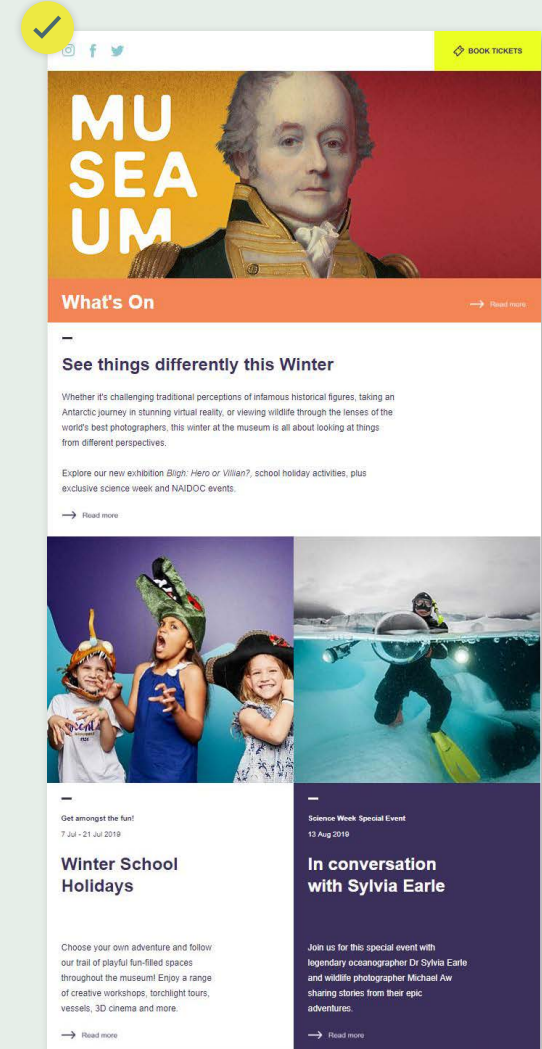 BOOK TICKETS
MU
SEA
UM
What's On
Read more
See things differently this Winter
Whether it's challenging traditional perceptions of infamous historical figures, taking an
Antarctic journey in stunning virtual reality, or viewing wildlife through the lenses of the
world's best photographers, this winter at the museum is all about looking at things
from different perspectives.
Explore our new exhibition Bligh: Hero or Villian?, school holiday activities, plus
exclusive science week and NAIDOC events.
Read more
Get amongst the fun!
7 Jul - 21 Jul 2019
Winter School
Holidays
Choose your own adventure and follow
our trail of playful fun-filled spaces
throughout the museum! Enjoy a range
of creative workshops, torchlight tours,
vessels, 3D cinema and more.
Read more
Science Week Special Event
13 Aug 2019
In conversation
with Sylvia Earle
Join us for this special event with
legendary oceanographer Dr Sylvia Earle
and wildlife photographer Michael Aw
sharing stories from their epic
adventures.
Read more